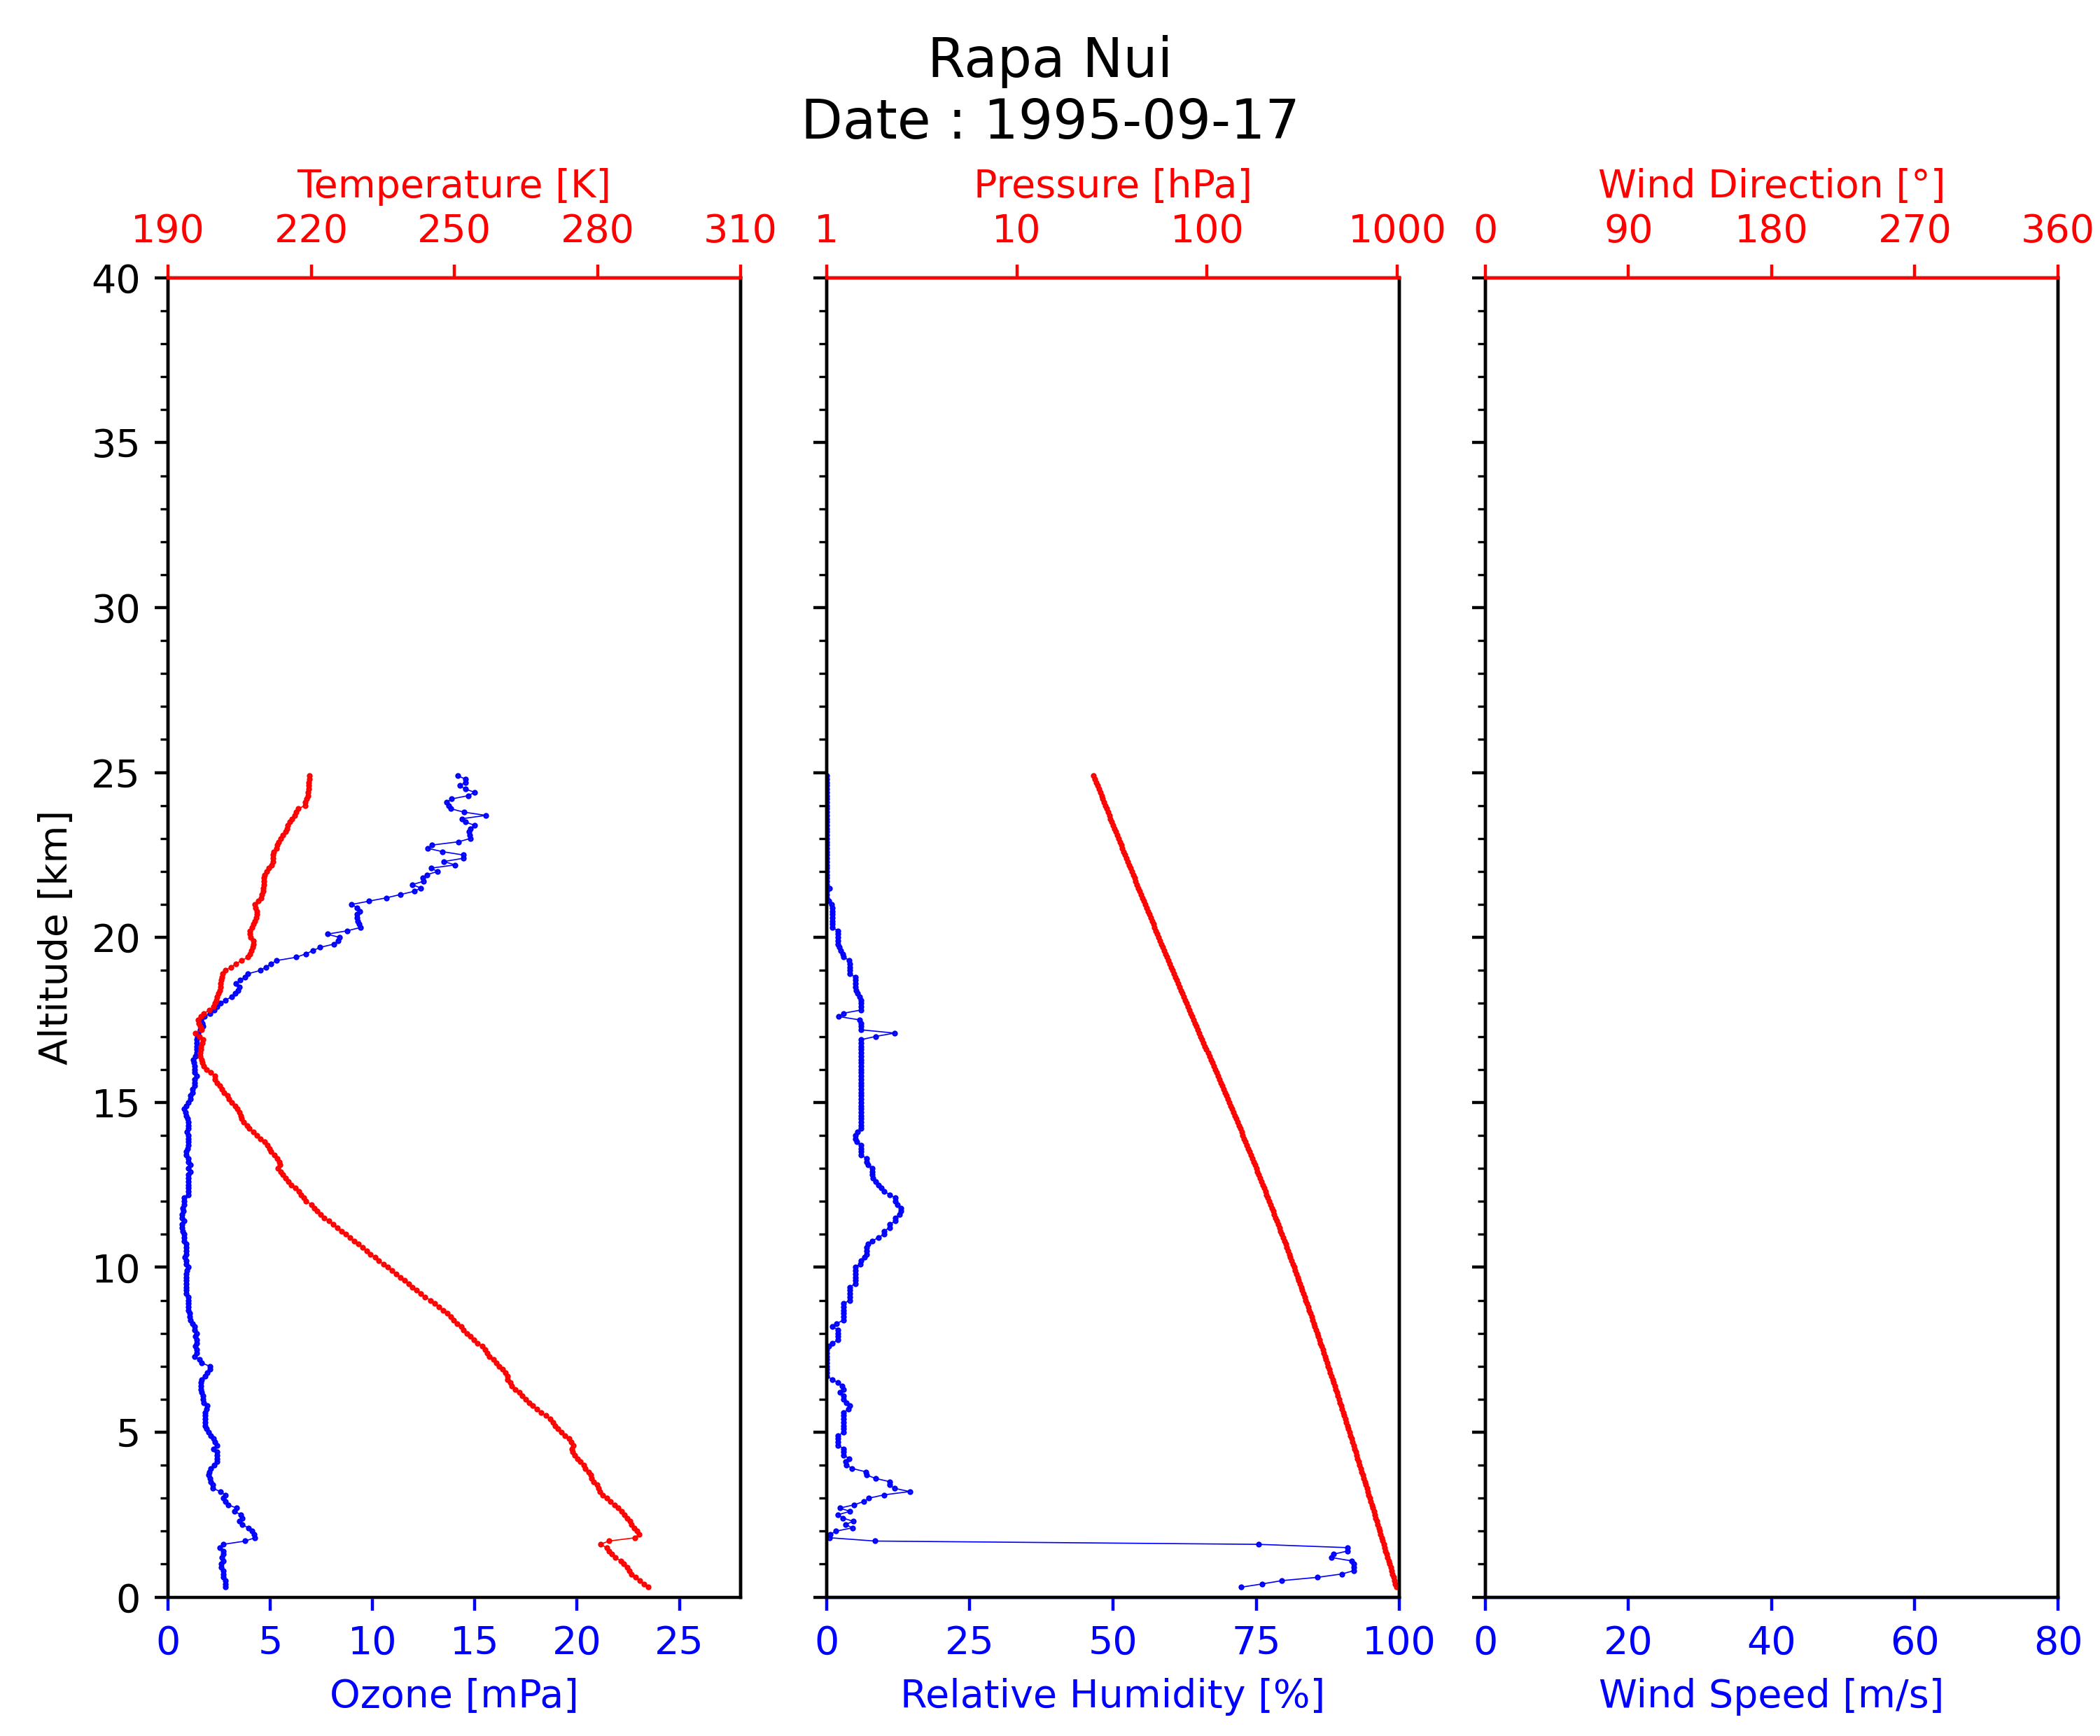 Rapa Nui
Date : 1995-09-17
Temperature [K] Pressure [hPa] Wind Direction [°]
190 220 250 280 310 1 10 100 1000 0 90 180 270 360
40
35
30
25
20
15
10
5
0
Altitude [km]
0 5 10 15 20 25 0 25 50 75 100 0 20 40 60 80
Ozone [mPa] Relative Humidity [%] Wind Speed [m/s]